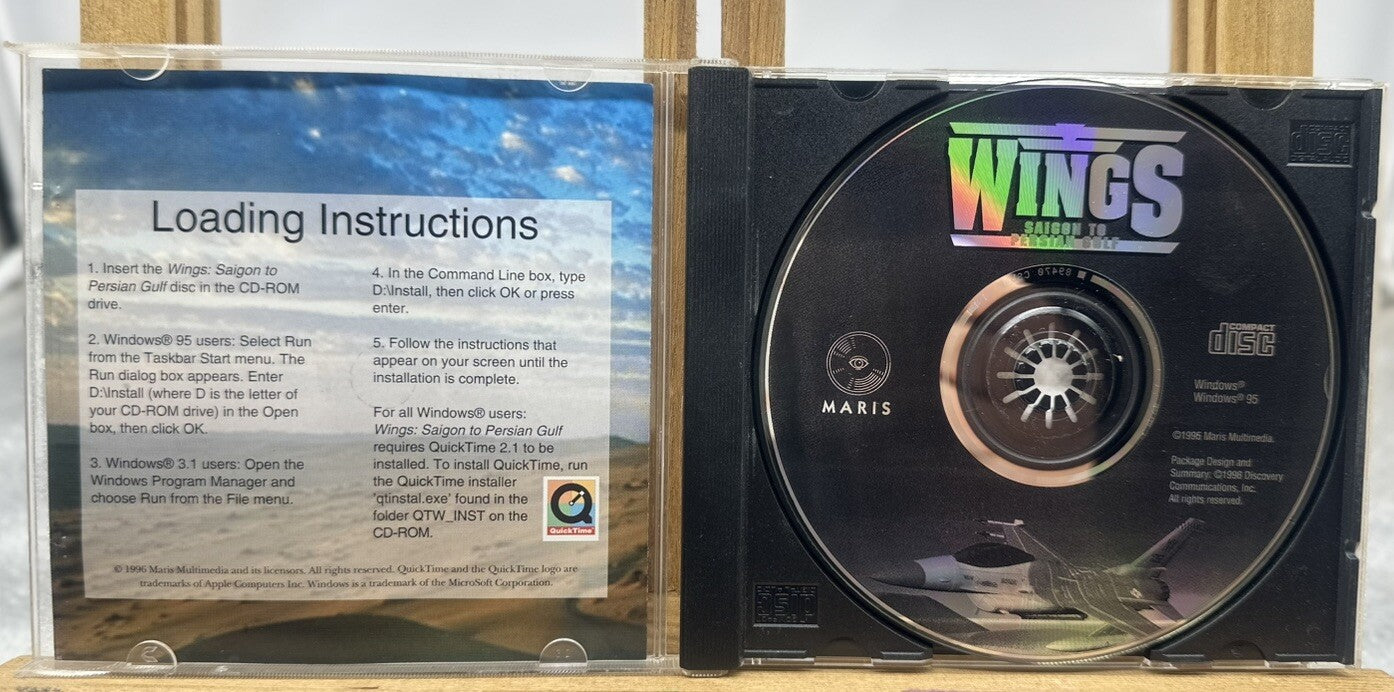 Loading Instructions
1. Insert the Wings: Saigon to
Persian Gulf disc in the CD-ROM
drive.
2. Windows® 95 users: Select Run
from the Taskbar Start menu. The
Run dialog box appears. Enter
D:\Install (where D is the letter of
your CD-ROM drive) in the Open
box, then click OK.
3. Windows® 3.1 users: Open the
Windows Program Manager and
choose Run from the File menu.
4. In the Command Line box, type
D:\Install, then click OK or press
enter.
5. Follow the instructions that
appear on your screen until the
installation is complete.
For all Windows® users:
Wings: Saigon to Persian Gulf
requires QuickTime 2.1 to be
installed. To install QuickTime, run
the QuickTime installer
'qtinstal.exe' found in the
folder QTW_INST on the
CD-ROM.
QuickTime™
© 1996 Maris Multimedia and its licensors. All rights reserved. QuickTime and the QuickTime logo are
trademarks of Apple Computers Inc. Windows is a trademark of the MicroSoft Corporation.
WINGS
SAIGON TO
PERSIAN GULF
MARIS
COMPACT
disc
Windows®
Windows® 95
©1996 Maris Multimedia.
Package Design and
Summary: ©1996 Discovery
Communications, Inc.
All rights reserved.
disc